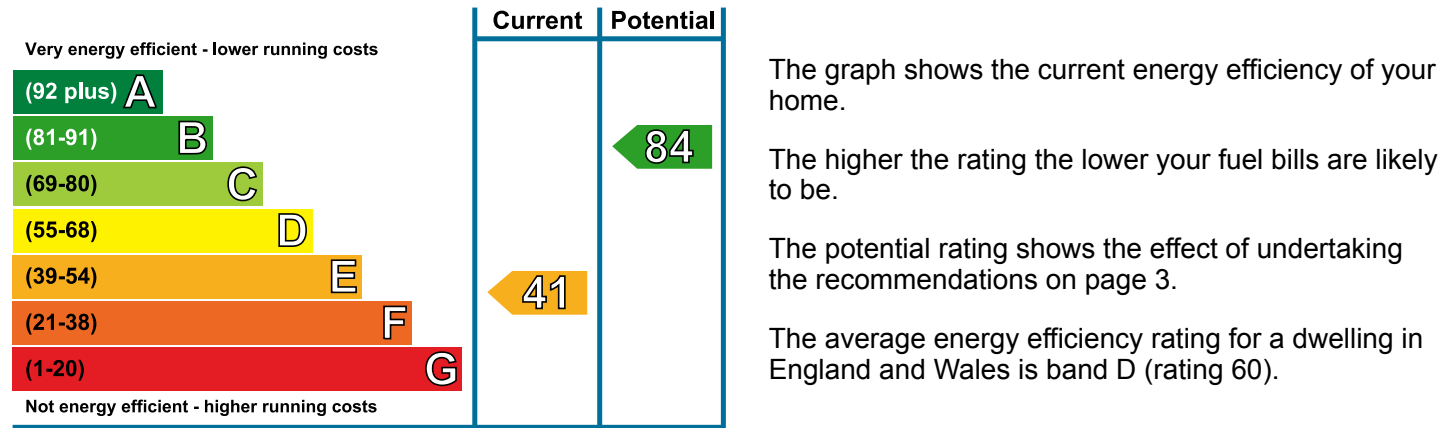 Current Potential
Very energy efficient - lower running costs
(92 plus) A
(81-91) B
84
(69-80) C
(55-68) D
(39-54) E
41
(21-38) F
(1-20) G
Not energy efficient - higher running costs
The graph shows the current energy efficiency of your
home.
The higher the rating the lower your fuel bills are likely
to be.
The potential rating shows the effect of undertaking
the recommendations on page 3.
The average energy efficiency rating for a dwelling in
England and Wales is band D (rating 60).